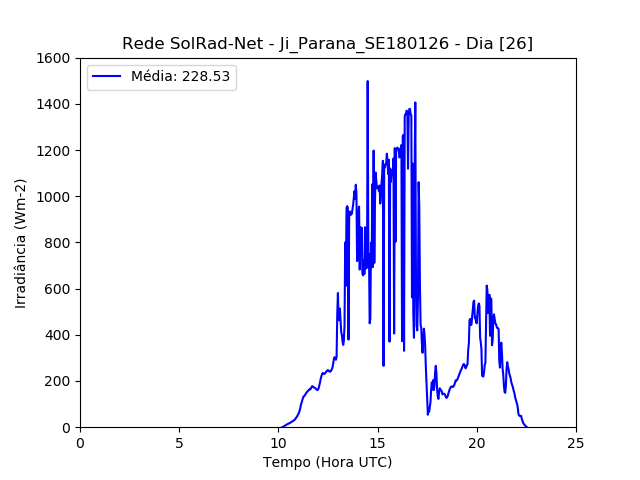 Rede SolRad-Net - Ji_Parana_SE180126 - Dia [26]
Média: 228.53
1600
1400
1200
1000
800
600
400
200
0
Irradiância (Wm-2)
0 5 10 15 20 25
Tempo (Hora UTC)